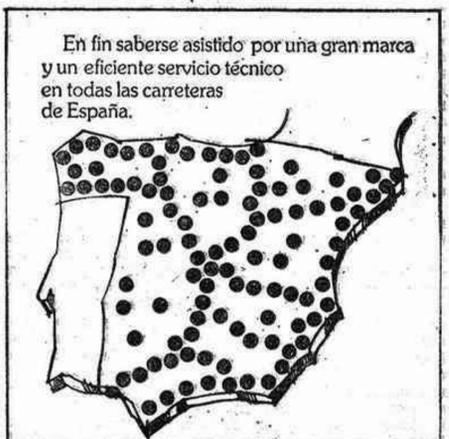 En fin saberse asistido por una gran marca
y un eficiente servicio técnico
en todas las carreteras
de España.